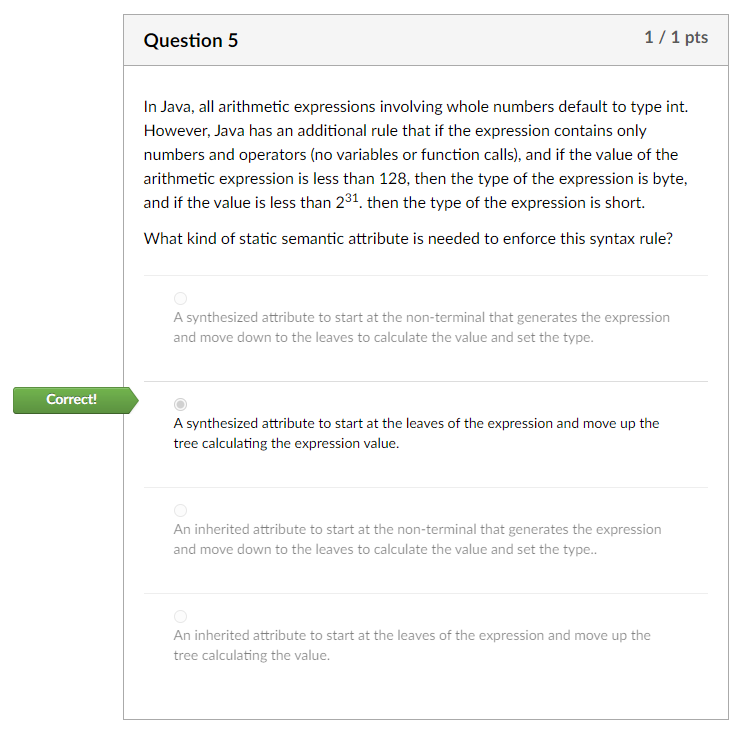 Question 5
1 / 1 pts
In Java, all arithmetic expressions involving whole numbers default to type int.
However, Java has an additional rule that if the expression contains only
numbers and operators (no variables or function calls), and if the value of the
arithmetic expression is less than 128, then the type of the expression is byte,
and if the value is less than 2³¹. then the type of the expression is short.
What kind of static semantic attribute is needed to enforce this syntax rule?
A synthesized attribute to start at the non-terminal that generates the expression
and move down to the leaves to calculate the value and set the type.
Correct!
A synthesized attribute to start at the leaves of the expression and move up the
tree calculating the expression value.
An inherited attribute to start at the non-terminal that generates the expression
and move down to the leaves to calculate the value and set the type..
An inherited attribute to start at the leaves of the expression and move up the
tree calculating the value.